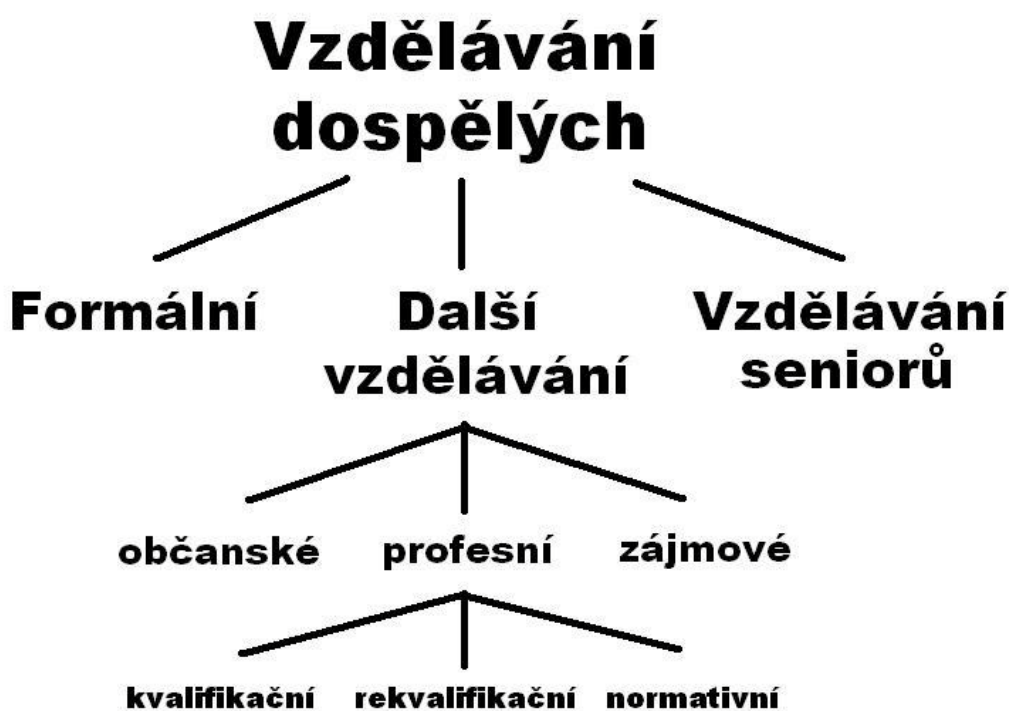 Vzdělávání
dospělých
Formální
Další
vzdělávání
Vzdělávání
seniorů
občanské
profesní
zájmové
kvalifikační
rekvalifikační
normativní